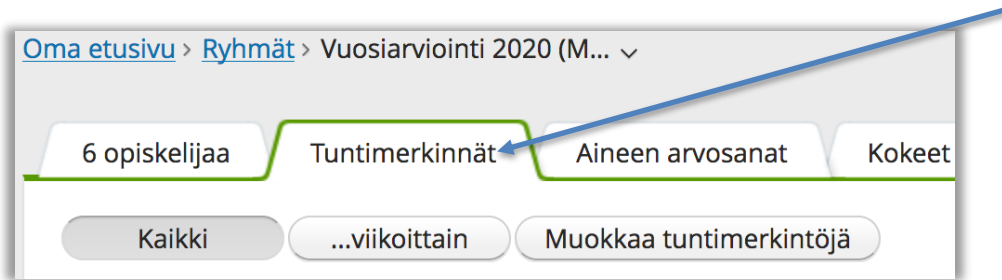 Oma etusivu > Ryhmät > Vuosiarviointi 2020 (M...
6 opiskelijaa Tuntimerkinnät Aineen arvosanat Kokeet
Kaikki ...viikoittain Muokkaa tuntimerkintöjä